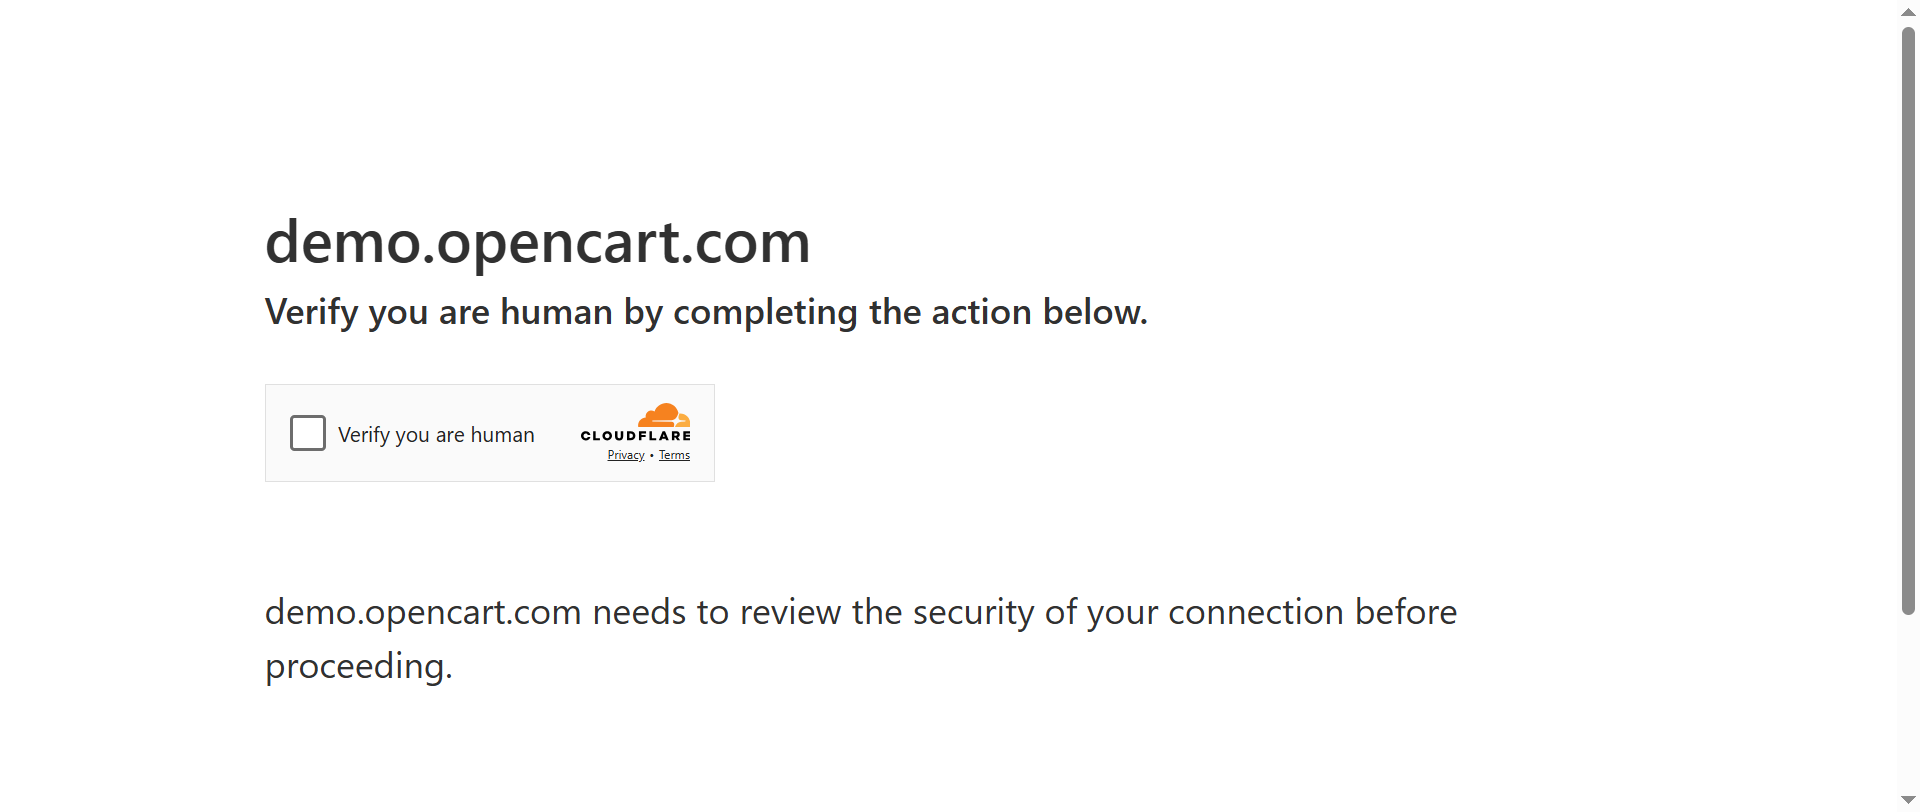 demo.opencart.com
Verify you are human by completing the action below.
Verify you are human
CLOUDFLARE
Privacy • Terms
demo.opencart.com needs to review the security of your connection before
proceeding.